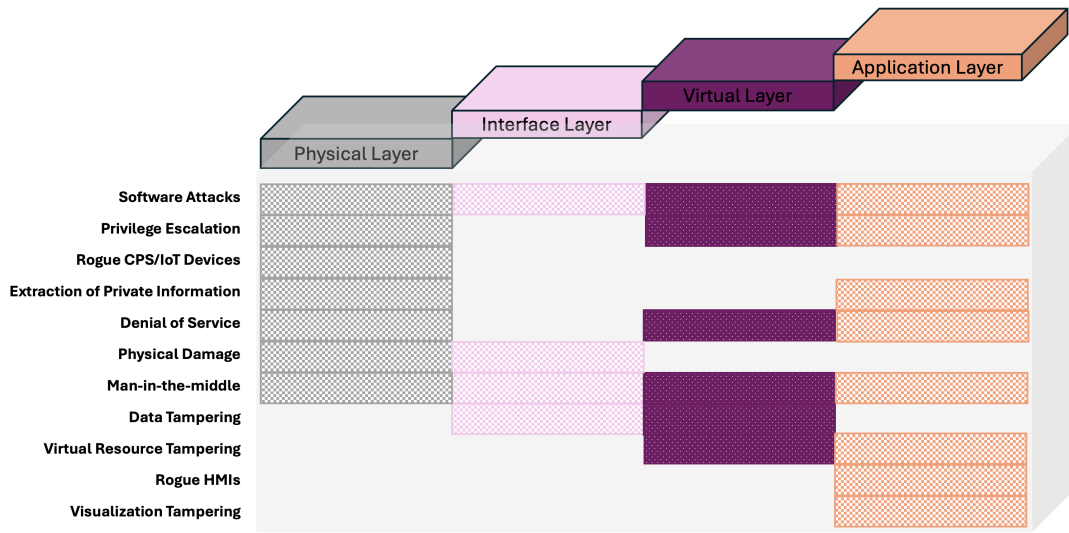 Application Layer
Virtual Layer
Interface Layer
Physical Layer
Software Attacks
Privilege Escalation
Rogue CPS/IoT Devices
Extraction of Private Information
Denial of Service
Physical Damage
Man-in-the-middle
Data Tampering
Virtual Resource Tampering
Rogue HMIs
Visualization Tampering